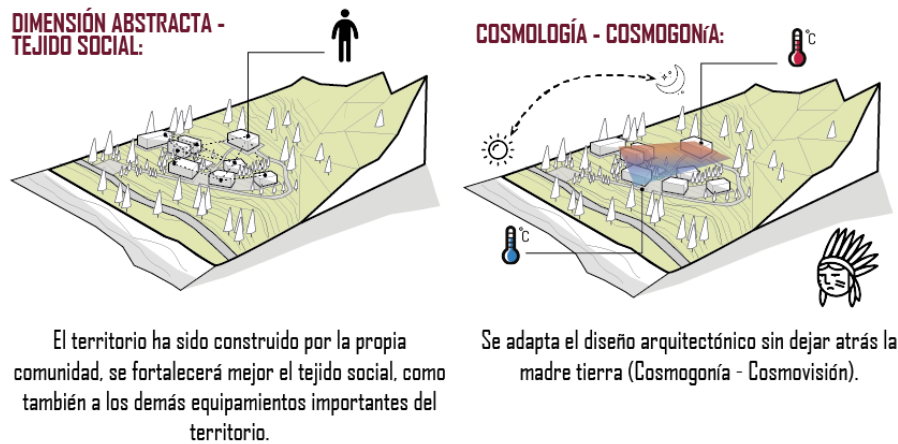 DIMENSIÓN ABSTRACTA -
TEJIDO SOCIAL:
El territorio ha sido construido por la propia
comunidad, se fortalecerá mejor el tejido social, como
también a los demás equipamientos importantes del
territorio.
COSMOLOGÍA - COSMOGONíA:
°C
°C
Se adapta el diseño arquitectónico sin dejar atrás la
madre tierra (Cosmogonía - Cosmovisión).